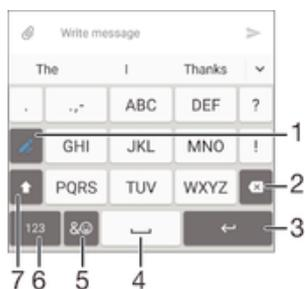 Write message
The I Thanks
. .,- ABC DEF ?
GHI JKL MNO !
1
PQRS TUV WXYZ
2
123 &
3
7 6 5 4